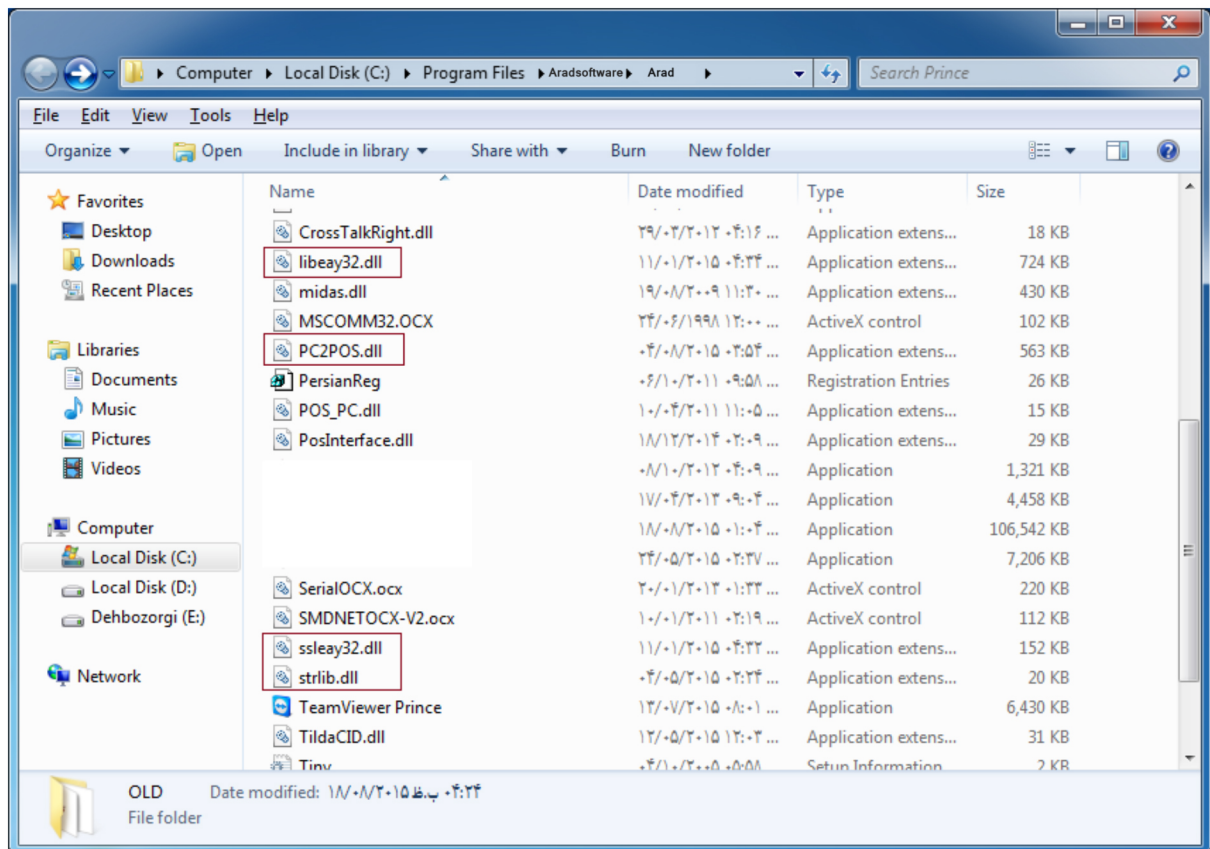 Computer Local Disk (C:) Program Files Aradsoftware Arad Search Prince
File Edit View Tools Help
Organize Open Include in library Share with Burn New folder
Favorites
Desktop
Downloads
Recent Places
Libraries
Documents
Music
Pictures
Videos
Computer
Local Disk (C:)
Local Disk (D:)
Dehbozorgi (E:)
Network
Name Date modified Type Size
CrossTalkRight.dll ۲۹/۰۳/۲۰۱۲ ۰۴:۱۶ ... Application extens... 18 KB
libeay32.dll ۱۱/۰۱/۲۰۱۵ ۰۴:۳۴ ... Application extens... 724 KB
midas.dll ۱۹/۰۸/۲۰۰۹ ۱۱:۳۰ ... Application extens... 430 KB
MSCOMM32.OCX ۲۴/۰۶/۱۹۹۸ ۱۲:۰۰ ... ActiveX control 102 KB
PC2POS.dll ۰۴/۰۸/۲۰۱۵ ۰۳:۵۴ ... Application extens... 563 KB
PersianReg ۰۶/۱۰/۲۰۱۱ ۰۹:۵۸ ... Registration Entries 26 KB
POS_PC.dll ۱۰/۰۴/۲۰۱۱ ۱۱:۰۵ ... Application extens... 15 KB
PosInterface.dll ۱۸/۱۲/۲۰۱۴ ۰۲:۰۹ ... Application extens... 29 KB
۰۸/۱۰/۲۰۱۲ ۰۴:۰۹ ... Application 1,321 KB
۱۷/۰۴/۲۰۱۳ ۰۹:۰۴ ... Application 4,458 KB
۱۸/۰۸/۲۰۱۵ ۰۱:۰۴ ... Application 106,542 KB
۲۴/۰۵/۲۰۱۵ ۰۲:۳۷ ... Application 7,206 KB
SerialOCX.ocx ۲۰/۰۱/۲۰۱۳ ۰۱:۳۳ ... ActiveX control 220 KB
SMDNETOCX-V2.ocx ۱۰/۰۱/۲۰۱۱ ۰۲:۱۹ ... ActiveX control 112 KB
ssleay32.dll ۱۱/۰۱/۲۰۱۵ ۰۴:۳۲ ... Application extens... 152 KB
strlib.dll ۰۴/۰۵/۲۰۱۵ ۰۲:۲۴ ... Application extens... 20 KB
TeamViewer Prince ۱۳/۰۷/۲۰۱۵ ۰۸:۰۱ ... Application 6,430 KB
TildaCID.dll ۱۲/۰۵/۲۰۱۵ ۱۲:۰۳ ... Application extens... 31 KB
Tiny ۰۴/۱۰/۲۰۰۵ ۰۵:۵۸ Setup Information 2 KB
OLD Date modified: ۱۸/۰۸/۲۰۱۵ ۰۴:۲۴ ب.ظ
File folder